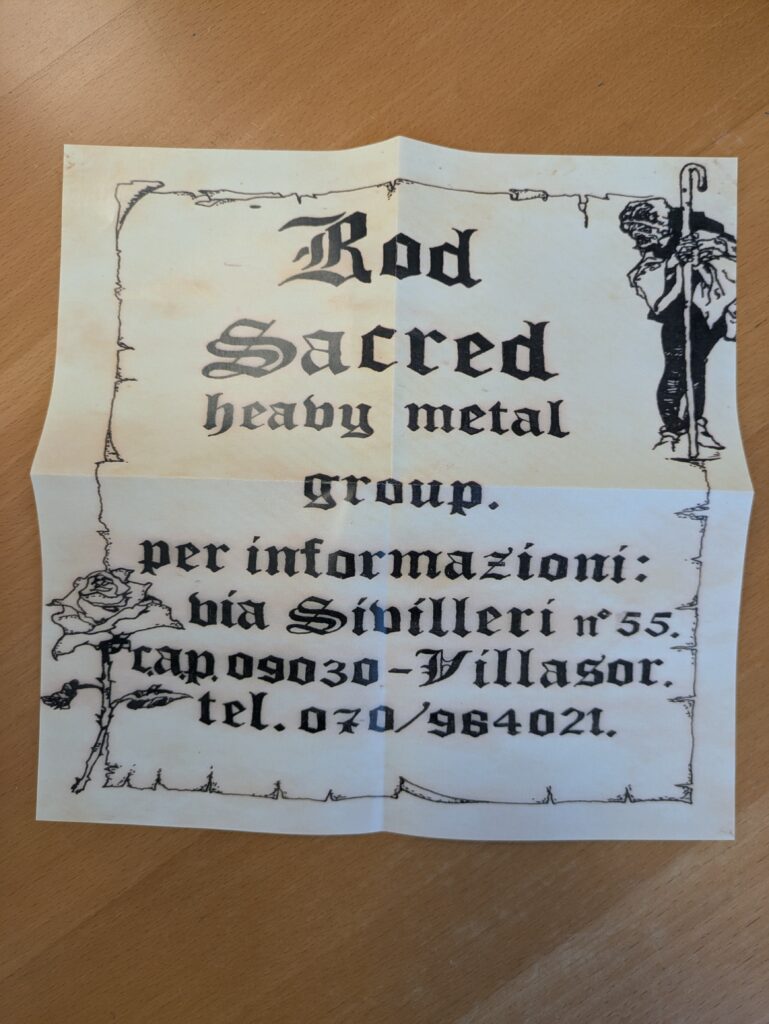 Rod
Sacred
heavy metal
group.
per informazioni:
via Sivilleri n° 55.
c.a.p. 09030-Villasor.
tel. 070/964021.